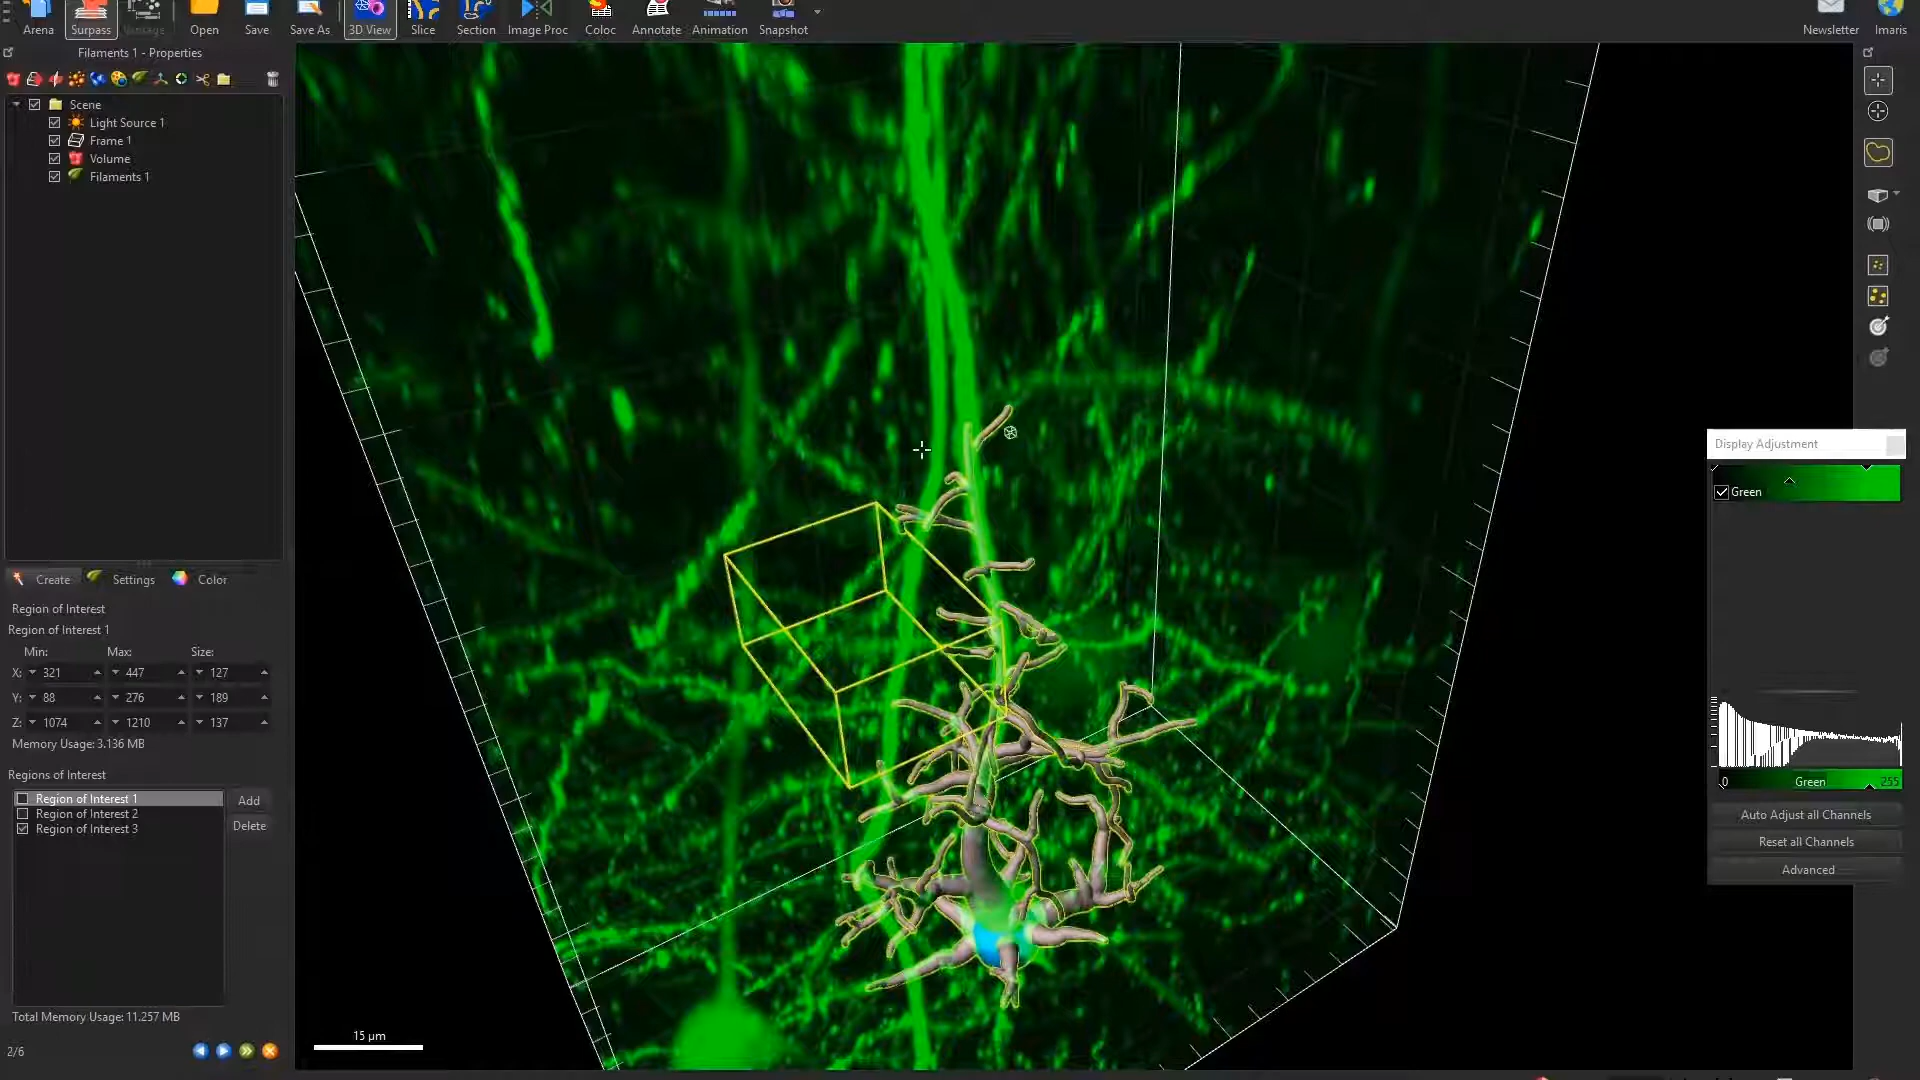 Arena Surpass Vantage Open Save Save As 3D View Slice Section Image Proc Coloc Annotate Animation Snapshot Newsletter Imaris
Filaments 1 - Properties
Scene
Light Source 1
Frame 1
Volume
Filaments 1
Display Adjustment
Green
Create Settings Color
Region of Interest
Region of Interest 1
Min: Max: Size:
X: 321 447 127
Y: 88 276 189
Z: 1074 1210 137
Memory Usage: 3.136 MB
Regions of Interest
Region of Interest 1 Add
Region of Interest 2
Region of Interest 3 Delete
0 Green 255
Auto Adjust all Channels
Reset all Channels
Advanced
Total Memory Usage: 11.257 MB
15 µm
2/6